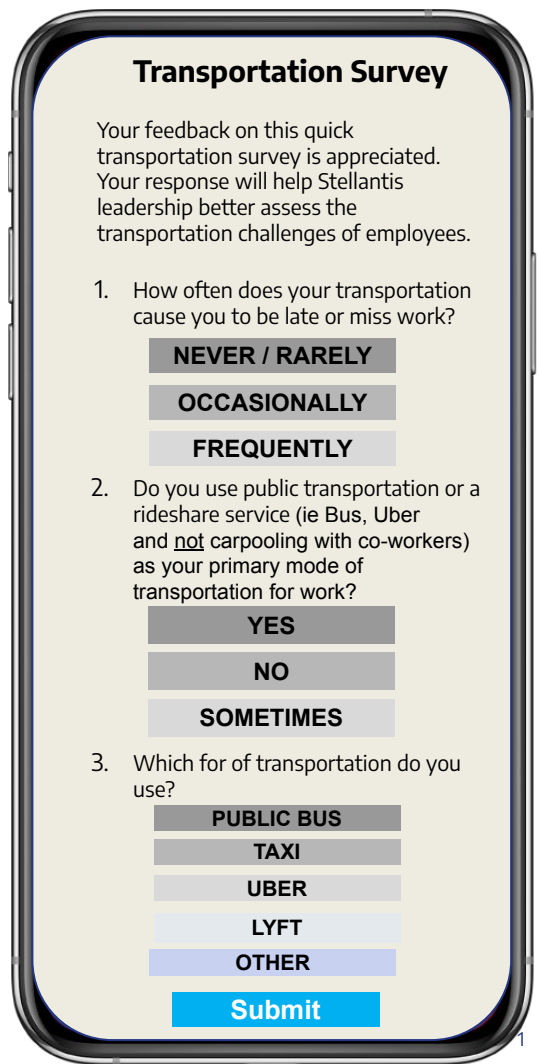 Transportation Survey
Your feedback on this quick
transportation survey is appreciated.
Your response will help Stellantis
leadership better assess the
transportation challenges of employees.
1. How often does your transportation
cause you to be late or miss work?
NEVER / RARELY
OCCASIONALLY
FREQUENTLY
2. Do you use public transportation or a
rideshare service (ie Bus, Uber
and not carpooling with co-workers)
as your primary mode of
transportation for work?
YES
NO
SOMETIMES
3. Which for of transportation do you
use?
PUBLIC BUS
TAXI
UBER
LYFT
OTHER
Submit
1